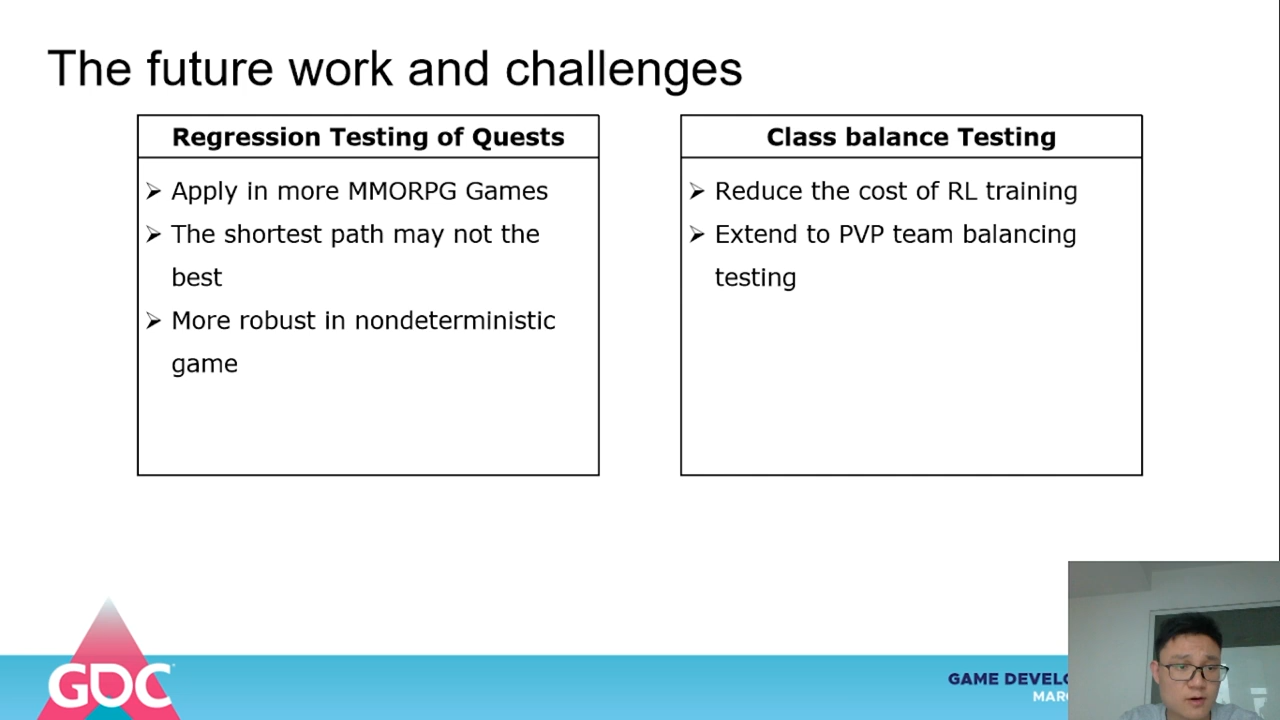 The future work and challenges
Regression Testing of Quests
➢ Apply in more MMORPG Games
➢ The shortest path may not the
best
➢ More robust in nondeterministic
game
Class balance Testing
➢ Reduce the cost of RL training
➢ Extend to PVP team balancing
testing
GDC
GAME DEVELO
MARC